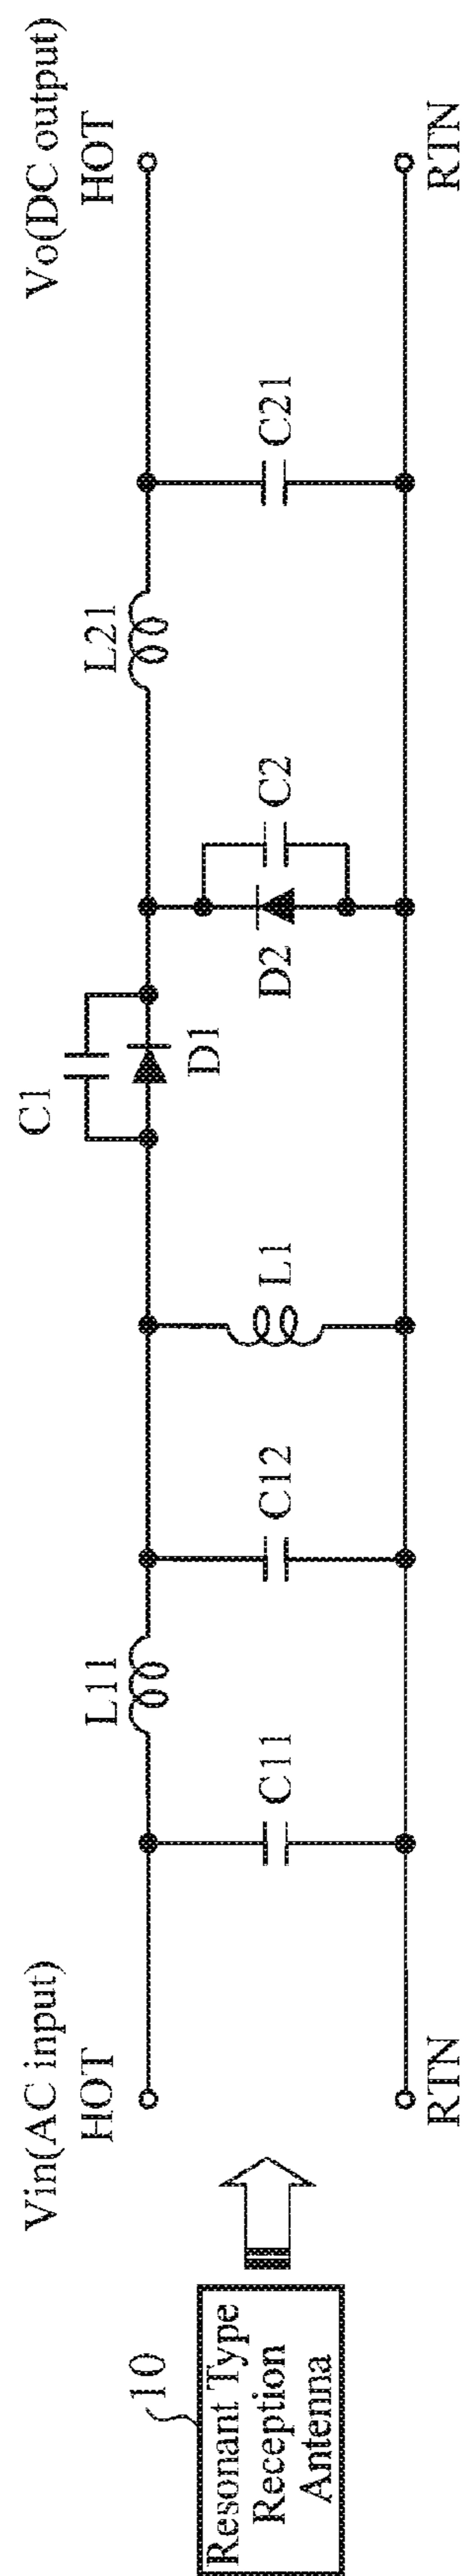 Vin(AC input)
HOT
Vo(DC output)
HOT
C1
L11
D1
L21
10
Resonant Type
Reception
Antenna
C11
C12
L1
D2
C2
C21
RTN
RTN